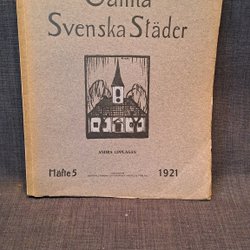 Gamla
Svenska Städer
ANDRA UPPLAGAN
Häfte 5 1921